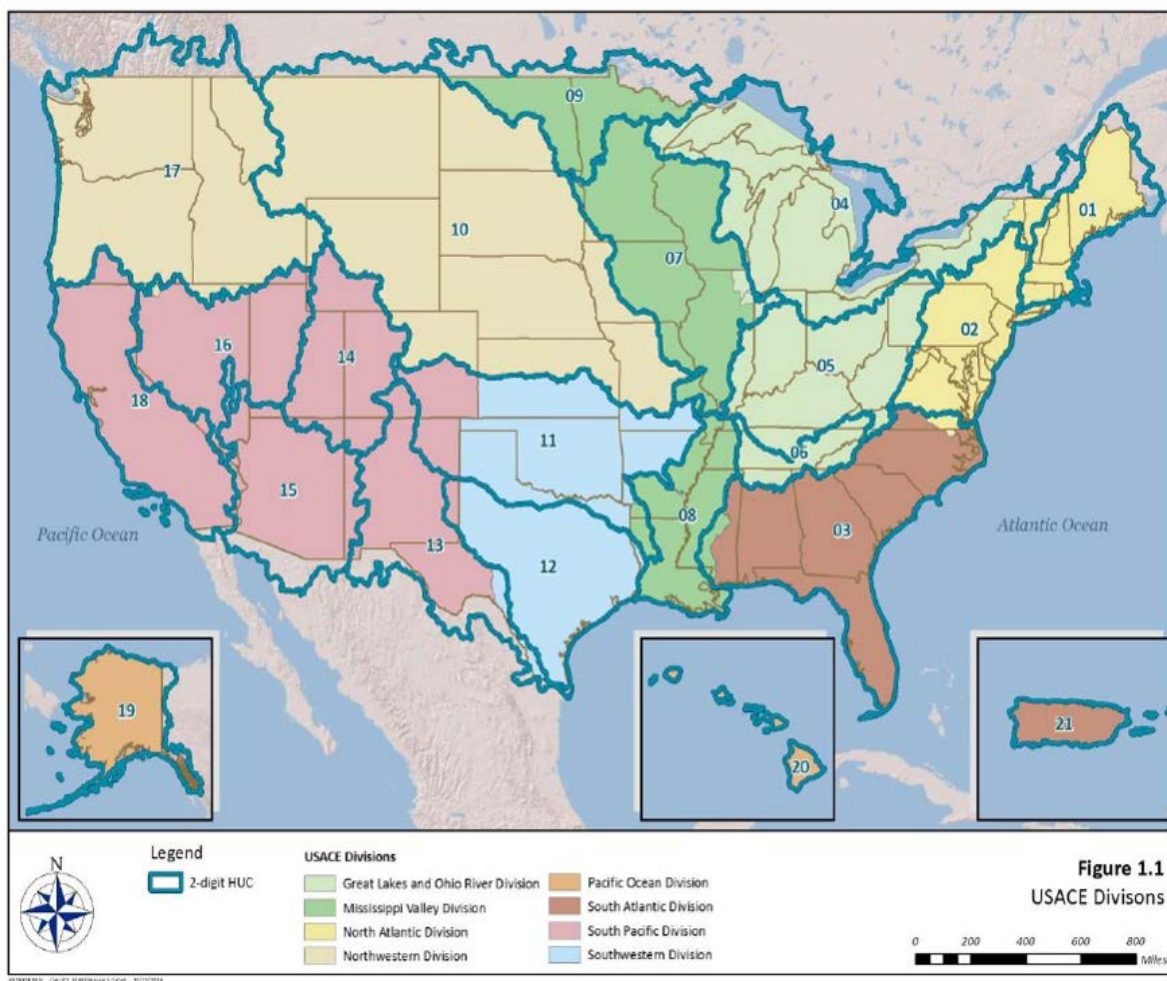 09
17
04
01
10
07
02
16
14
05
18
11
06
15
08
03
Pacific Ocean
Atlantic Ocean
13
12
19
20
21
N
Legend
2-digit HUC
USACE Divisions
Great Lakes and Ohio River Division
Mississippi Valley Division
North Atlantic Division
Northwestern Division
Pacific Ocean Division
South Atlantic Division
South Pacific Division
Southwestern Division
Figure 1.1
USACE Divisons
0 200 400 600 800
Miles